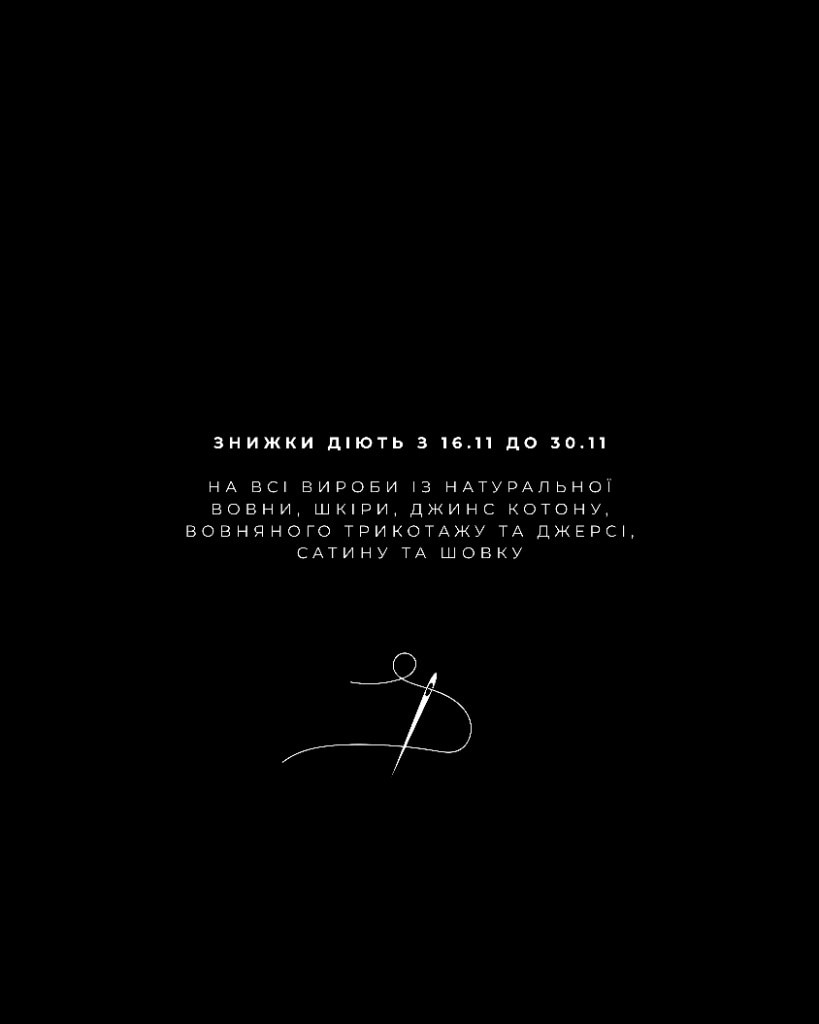 ЗНИЖКИ ДІЮТЬ З 16.11 ДО 30.11
НА ВСІ ВИРОБИ ІЗ НАТУРАЛЬНОЇ
ВОВНИ, ШКІРИ, ДЖИНС КОТОНУ,
ВОВНЯНОГО ТРИКОТАЖУ ТА ДЖЕРСІ,
САТИНУ ТА ШОВКУ